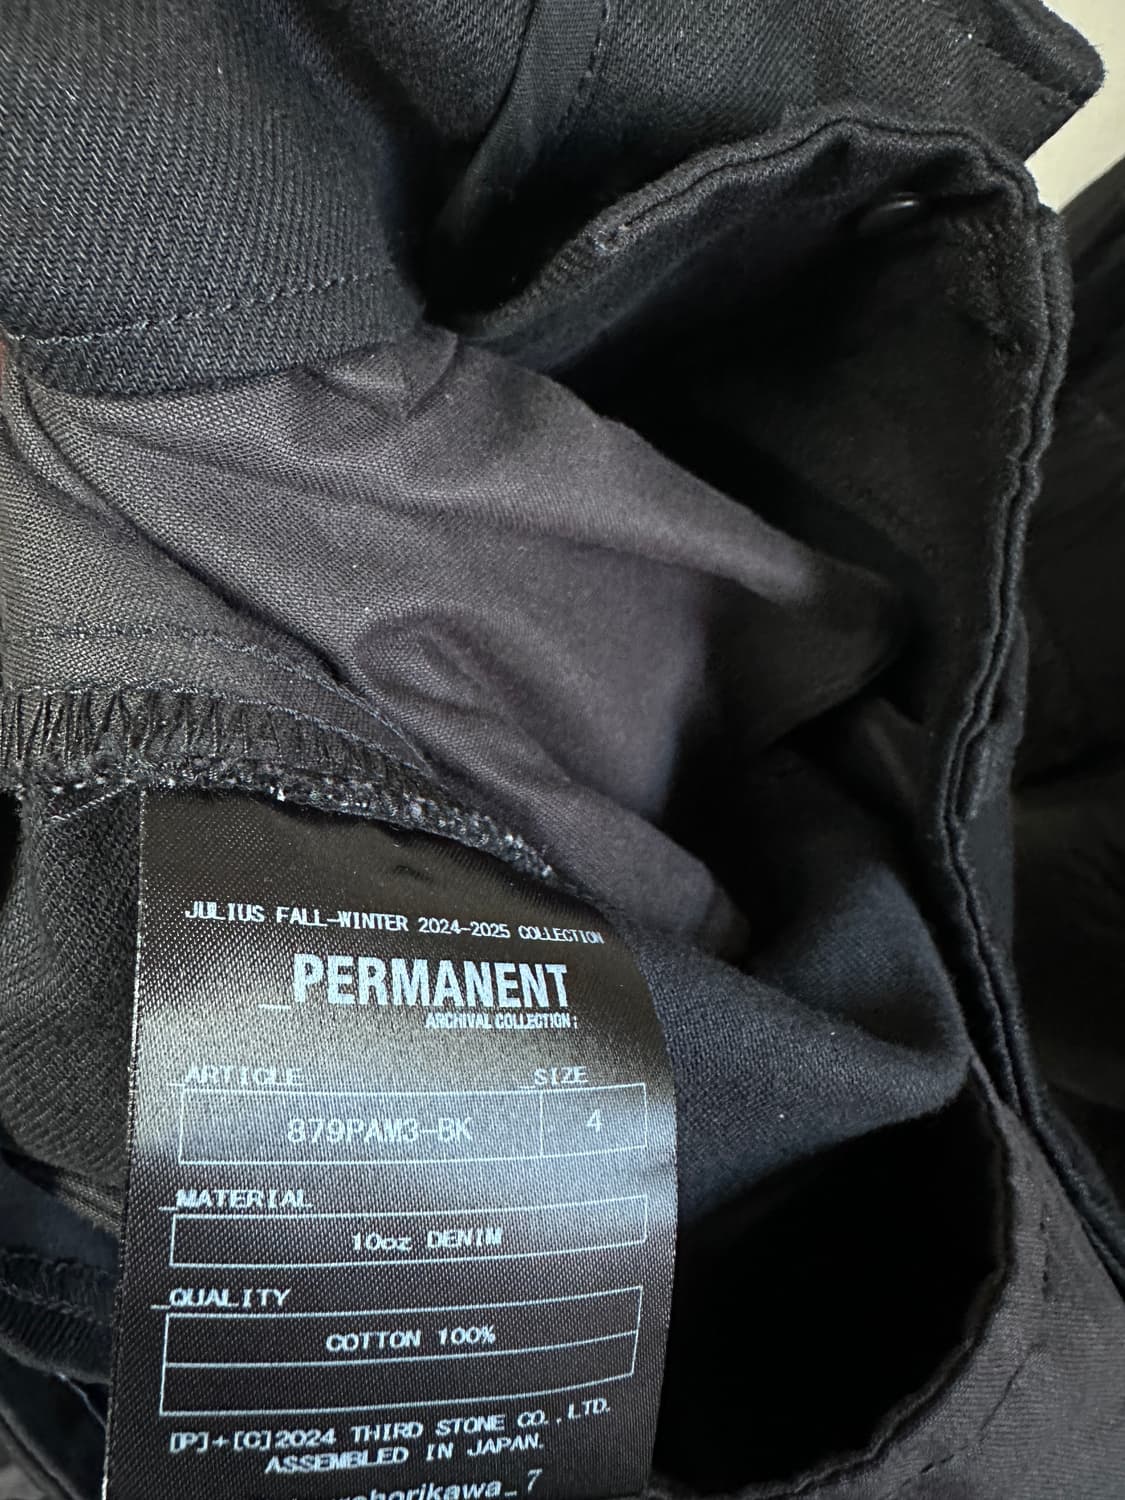 JULIUS FALL-WINTER 2024-2025 COLLECTION
_PERMANENT
ARCHIVAL COLLECTION;
_ARTICLE _SIZE
879PAM3-BK 4
_MATERIAL
10oz DENIM
_QUALITY
COTTON 100%
[P]+[C]2024 THIRD STONE CO.,LTD.
ASSEMBLED IN JAPAN.